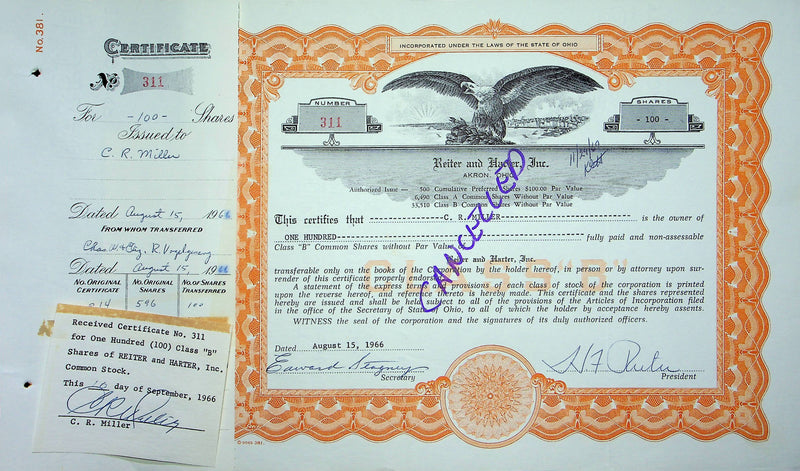 No. 381.
CERTIFICATE
No 311
For -100- Shares
Issued to
C. R. Miller
Dated August 15, 1966
FROM WHOM TRANSFERRED
Dated August 15, 1966
NO. ORIGINAL CERTIFICATE
NO. ORIGINAL SHARES
NO. OF SHARES TRANSFERRED
14 596 100
Received Certificate No. 311
for One Hundred (100) Class "B"
Shares of REITER and HARTER, Inc.
Common Stock.
This day of September, 1966
C. R. Miller
INCORPORATED UNDER THE LAWS OF THE STATE OF OHIO
NUMBER
311
SHARES
- 100 -
Reiter and Harter, Inc.
AKRON, OHIO
Authorized Issue — 500 Cumulative Preferred Shares $100.00 Par Value
6,490 Class A Common Shares Without Par Value
33,510 Class B Common Shares Without Par Value
CANCELLED
This certifies that C. R. MILLER is the owner of
ONE HUNDRED fully paid and non-assessable
Class "B" Common Shares without Par Value
Reiter and Harter, Inc.
CLASS "B"
transferable only on the books of the Corporation by the holder hereof, in person or by attorney upon sur-
render of this certificate properly endorsed.
A statement of the express terms and provisions of each class of stock of the corporation is printed
upon the reverse hereof, and reference thereto is hereby made. This certificate and the shares represented
hereby are issued and shall be held subject to all of the provisions of the Articles of Incorporation filed
in the office of the Secretary of State of Ohio, to all of which the holder by acceptance hereby assents.
WITNESS the seal of the corporation and the signatures of its duly authorized officers.
Dated August 15, 1966
Secretary
President